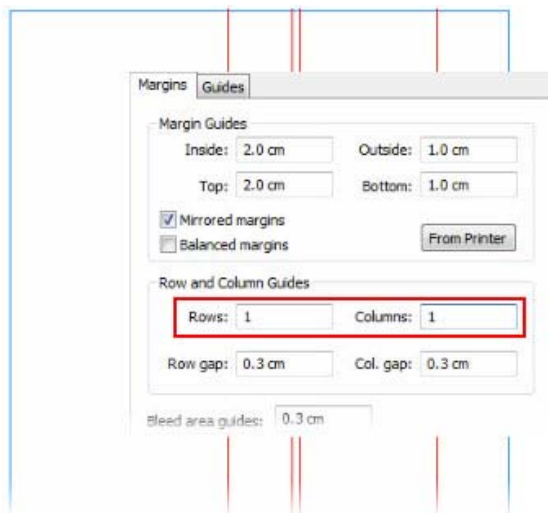 Margins Guides
Margin Guides
Inside: 2.0 cm Outside: 1.0 cm
Top: 2.0 cm Bottom: 1.0 cm
Mirrored margins
Balanced margins
From Printer
Row and Column Guides
Rows: 1 Columns: 1
Row gap: 0.3 cm Col. gap: 0.3 cm
Bleed area guides: 0.3 cm